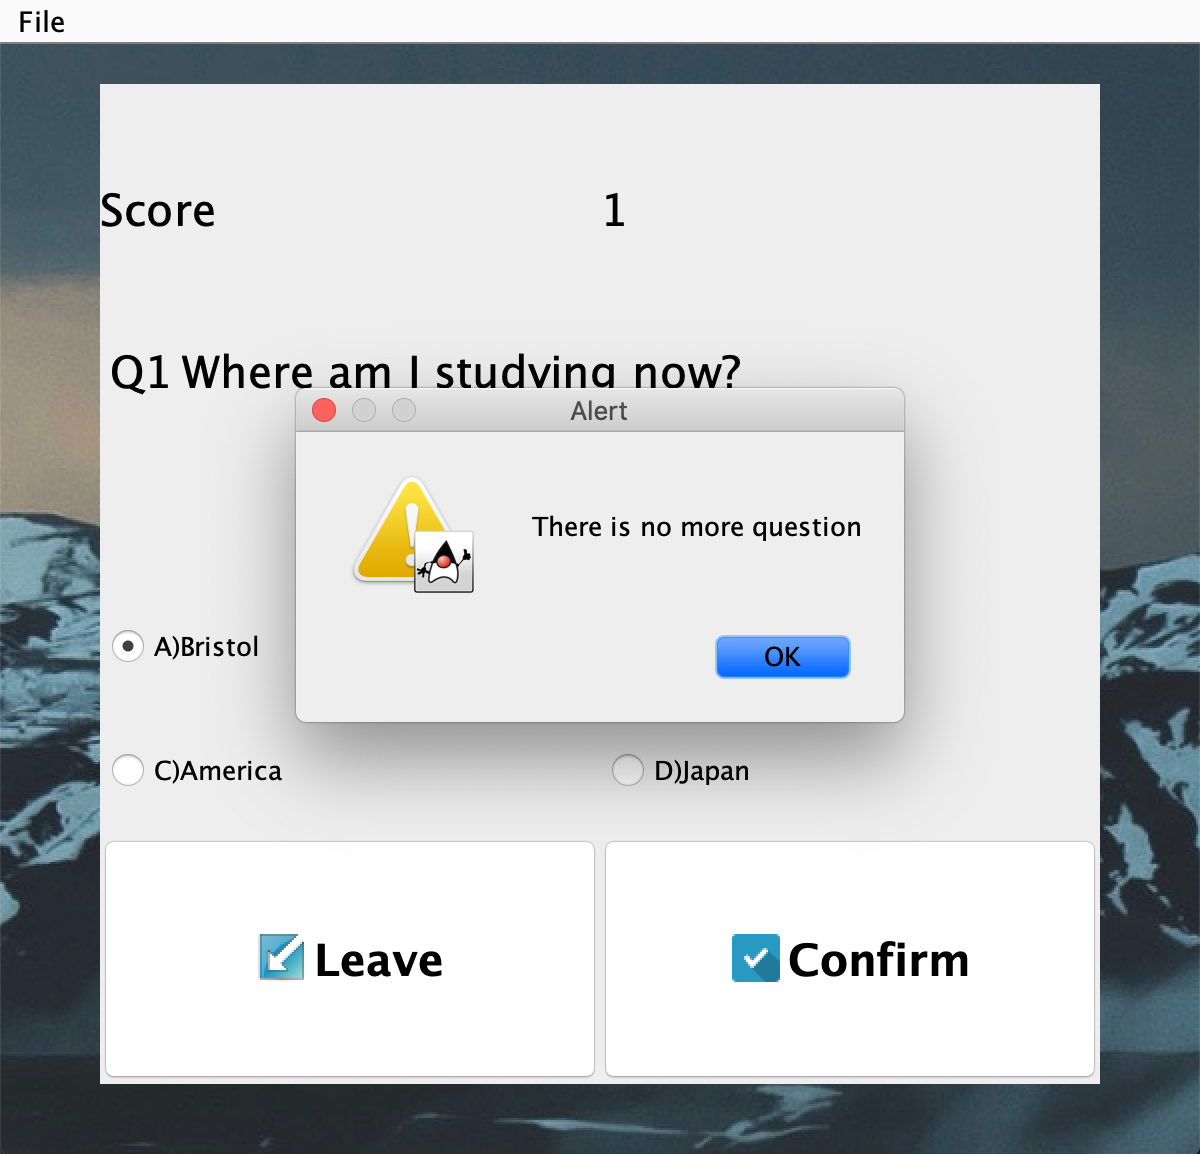 File
Score 1
Q1 Where am I studying now?
Alert
There is no more question
OK
A)Bristol
C)America D)Japan
Leave Confirm